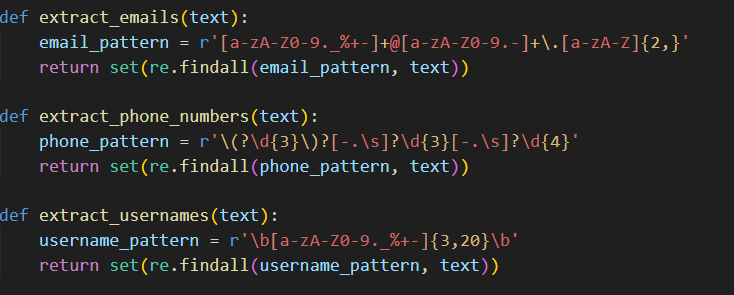 def extract_emails(text):
    email_pattern = r'[a-zA-Z0-9._%+-]+@[a-zA-Z0-9.-]+\.[a-zA-Z]{2,}'
    return set(re.findall(email_pattern, text))

def extract_phone_numbers(text):
    phone_pattern = r'\(?\d{3}\)?[-.\s]?\d{3}[-.\s]?\d{4}'
    return set(re.findall(phone_pattern, text))

def extract_usernames(text):
    username_pattern = r'\b[a-zA-Z0-9._%+-]{3,20}\b'
    return set(re.findall(username_pattern, text))